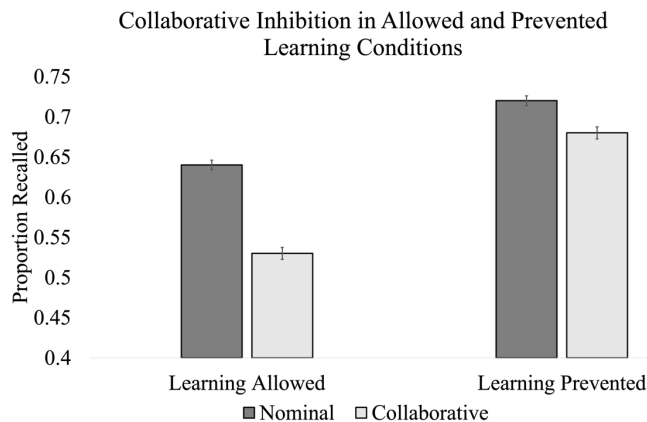 Collaborative Inhibition in Allowed and Prevented
Learning Conditions
Proportion Recalled
0.75
0.7
0.65
0.6
0.55
0.5
0.45
0.4
Learning Allowed
Learning Prevented
Nominal
Collaborative